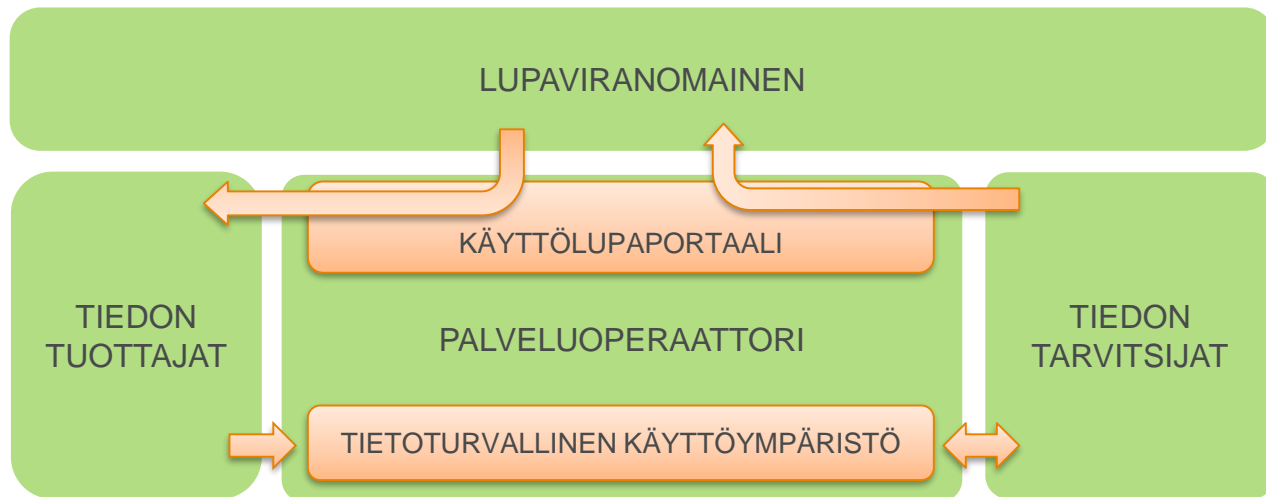 LUPAVIRANOMAINEN
KÄYTTÖLUPAPORTAALI
TIEDON
TUOTTAJAT
PALVELUOPERAATTORI
TIEDON
TARVITSIJAT
TIETOTURVALLINEN KÄYTTÖYMPÄRISTÖ